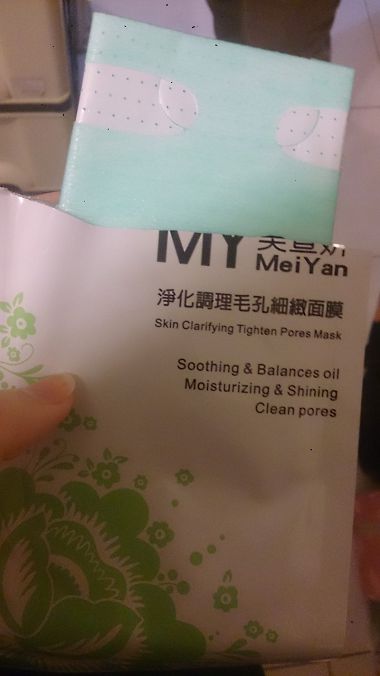 MY
MeiYan
淨化調理毛孔細緻面膜
Skin Clarifying Tighten Pores Mask
Soothing & Balances oil
Moisturizing & Shining
Clean pores